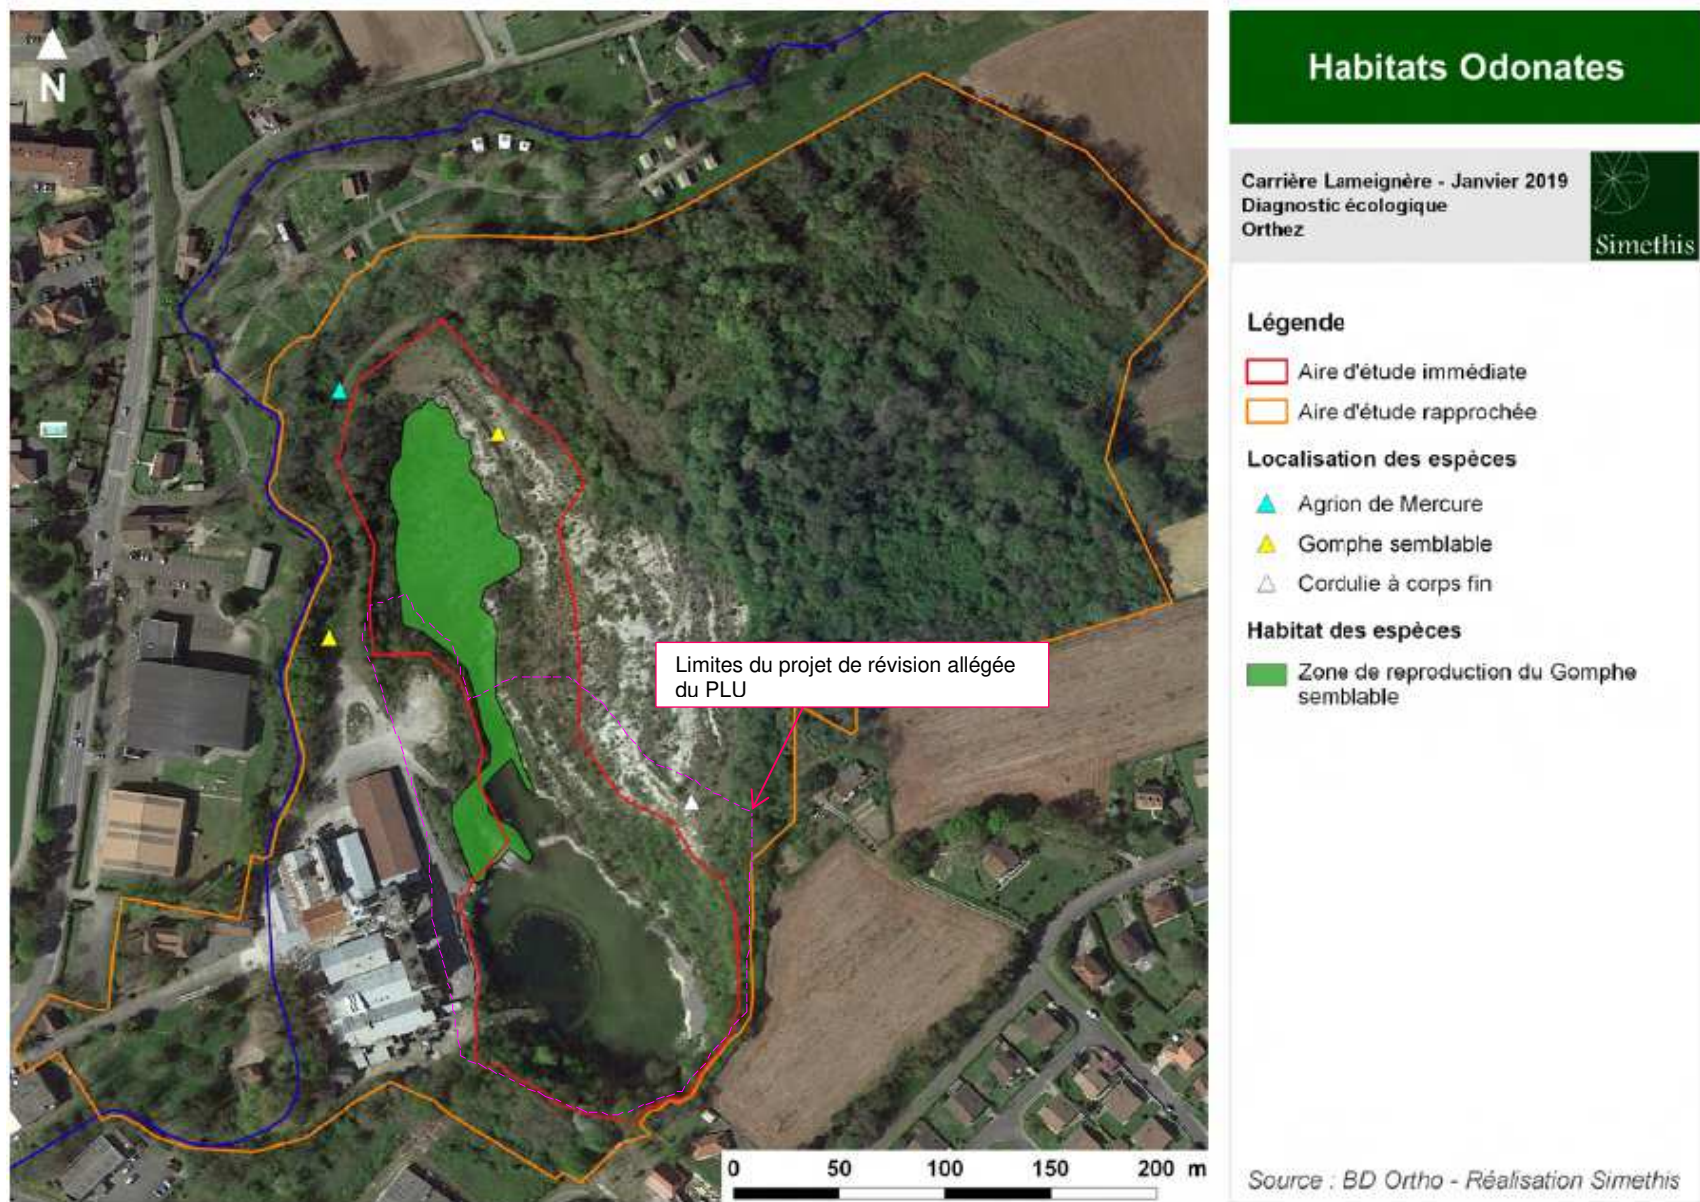 N
Limites du projet de révision allégée
du PLU
0 50 100 150 200 m
Habitats Odonates
Carrière Lameignère - Janvier 2019
Diagnostic écologique
Orthez
Simethis
Légende
Aire d'étude immédiate
Aire d'étude rapprochée
Localisation des espèces
Agrion de Mercure
Gomphe semblable
Cordulie à corps fin
Habitat des espèces
Zone de reproduction du Gomphe
semblable
Source : BD Ortho - Réalisation Simethis